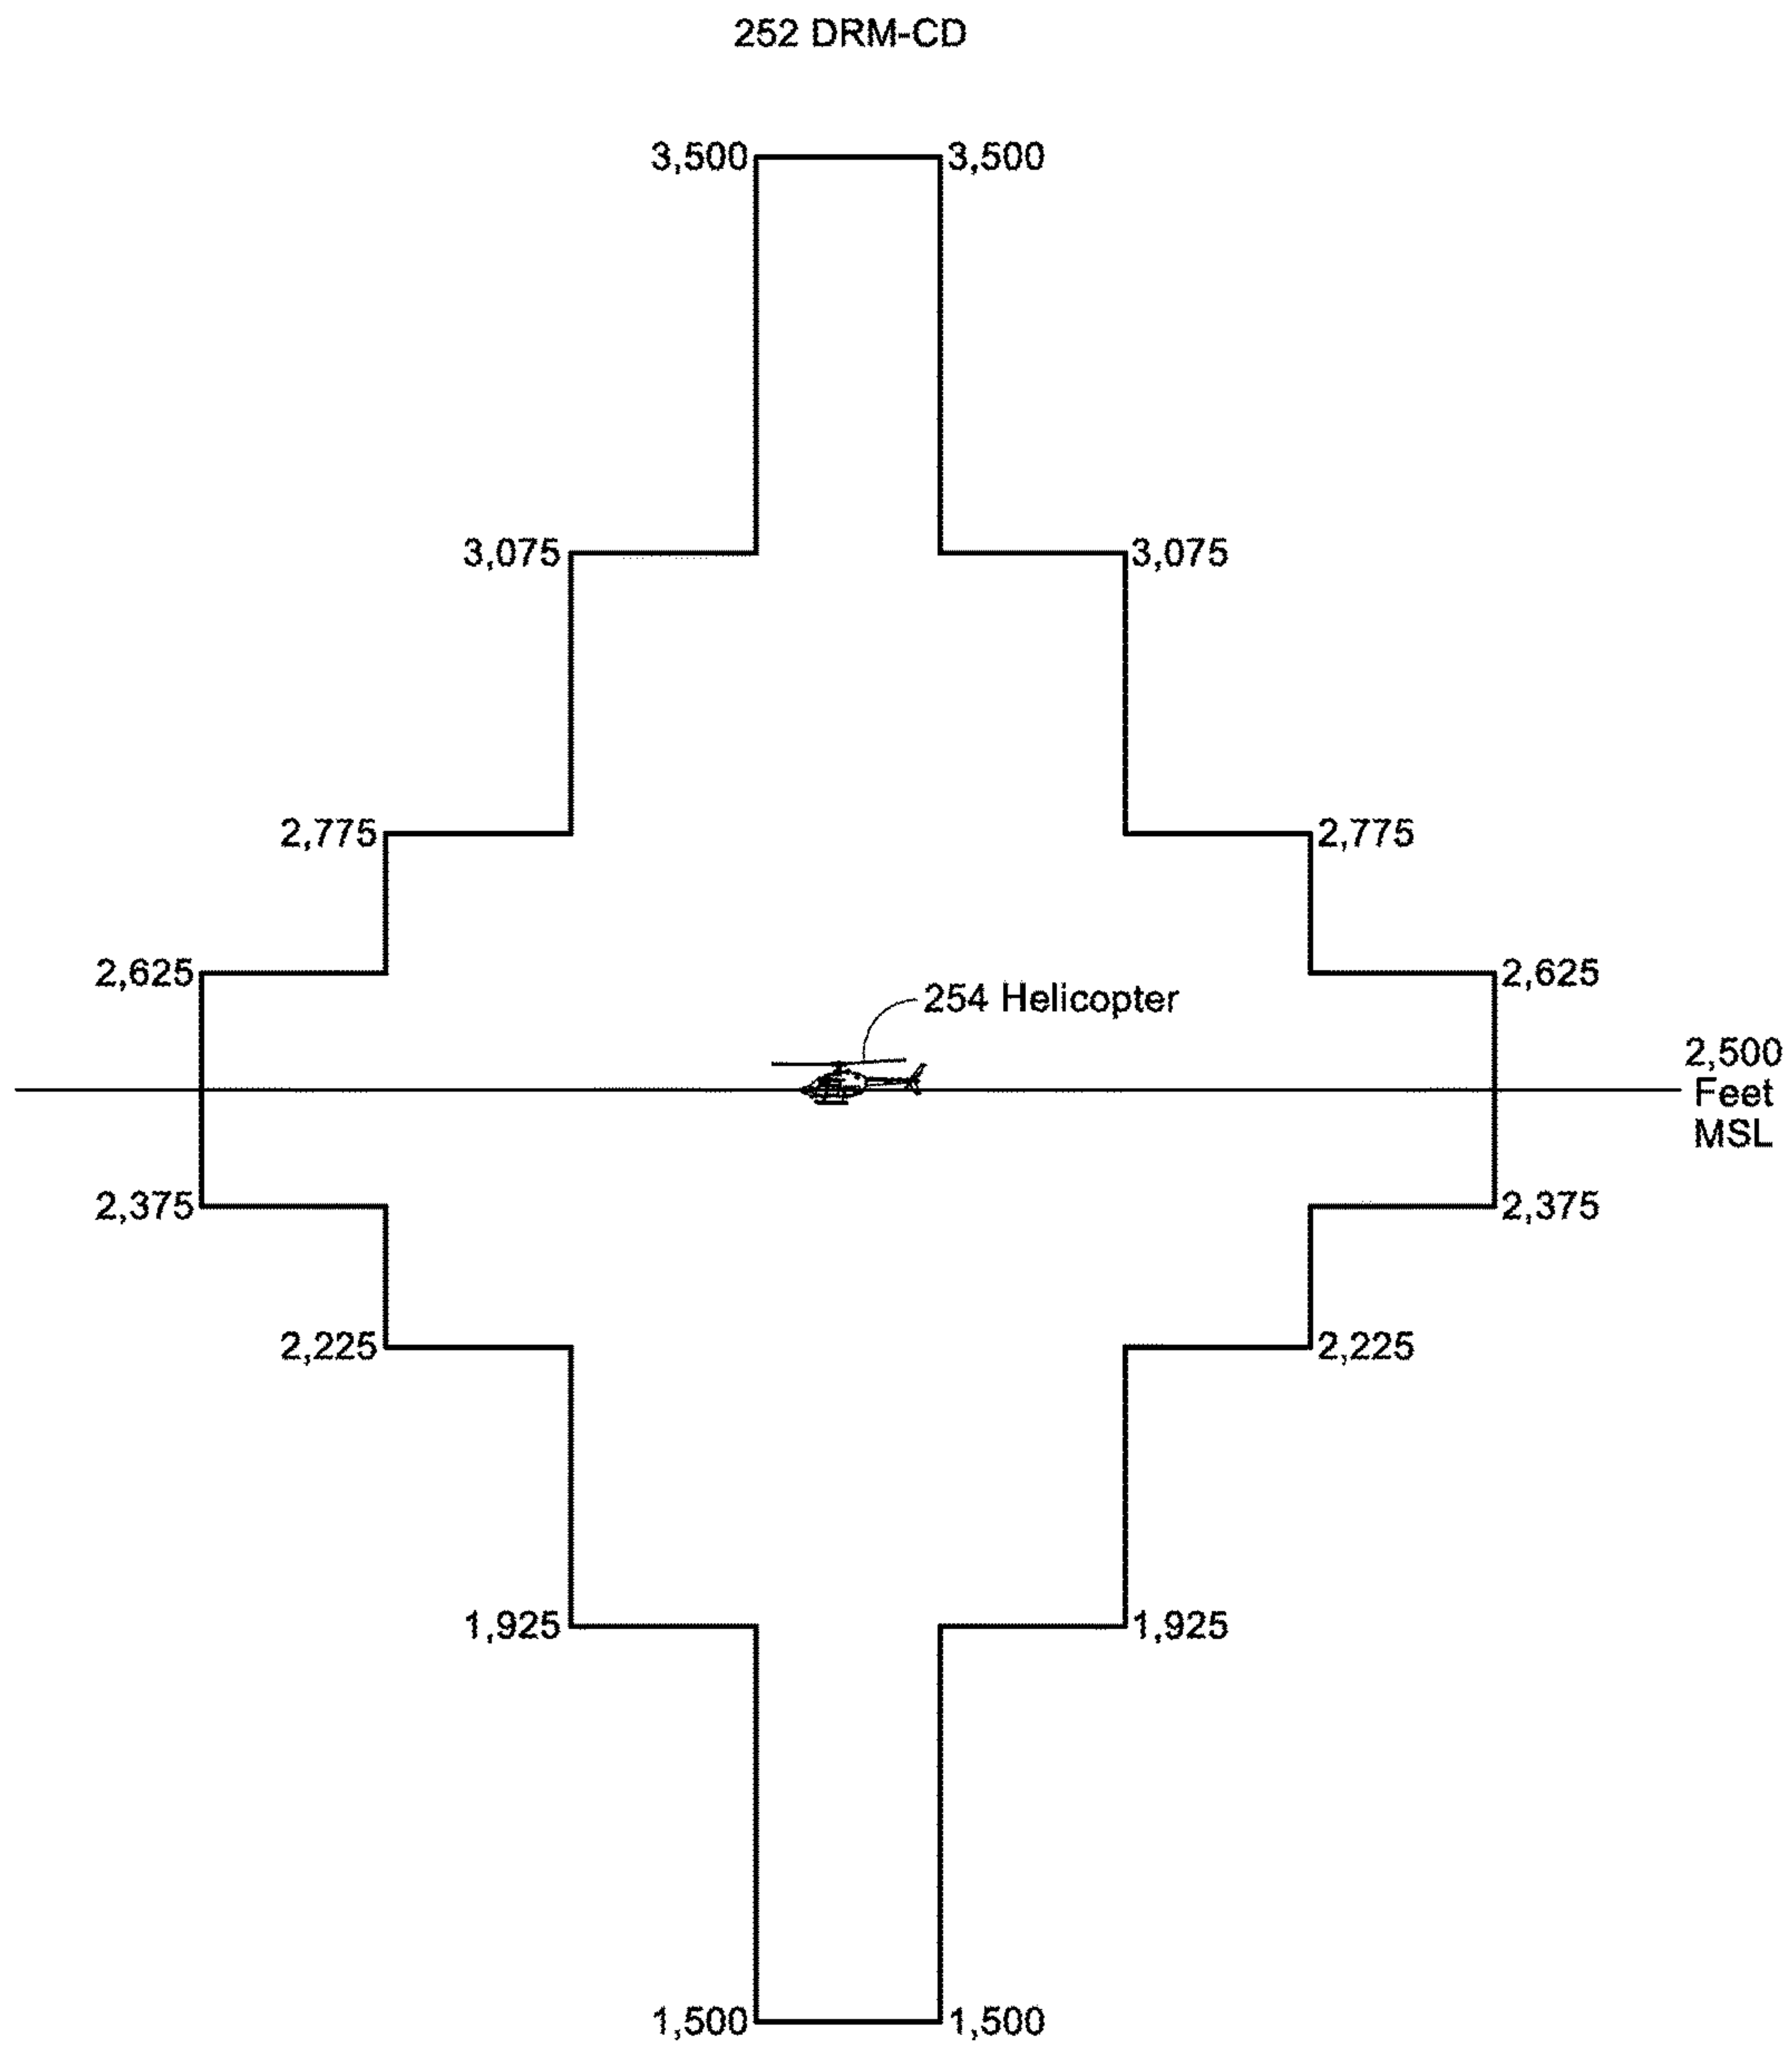 252 DRM-CD
3,500 3,500
3,075 3,075
2,775 2,775
2,625 2,625
254 Helicopter
2,500
Feet
MSL
2,375 2,375
2,225 2,225
1,925 1,925
1,500 1,500